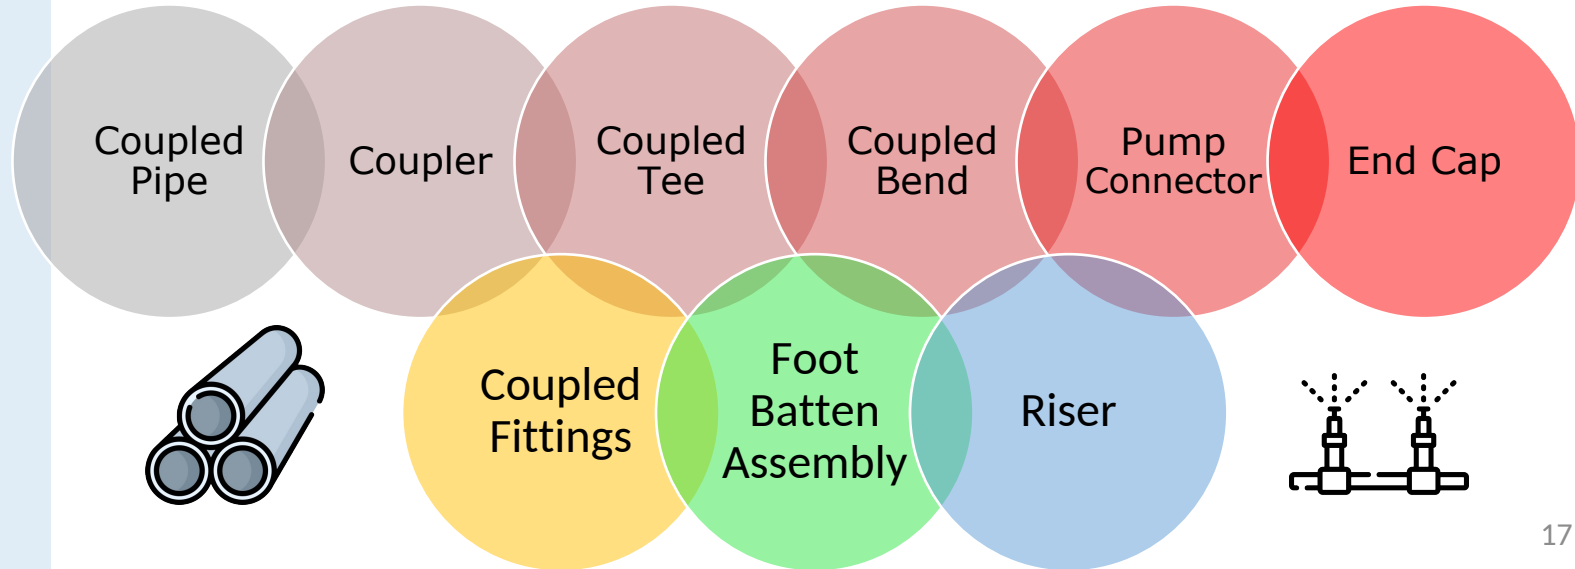 Coupled
Pipe
Coupler
Coupled
Tee
Coupled
Bend
Pump
Connector
End Cap
Coupled
Fittings
Foot
Batten
Assembly
Riser
17